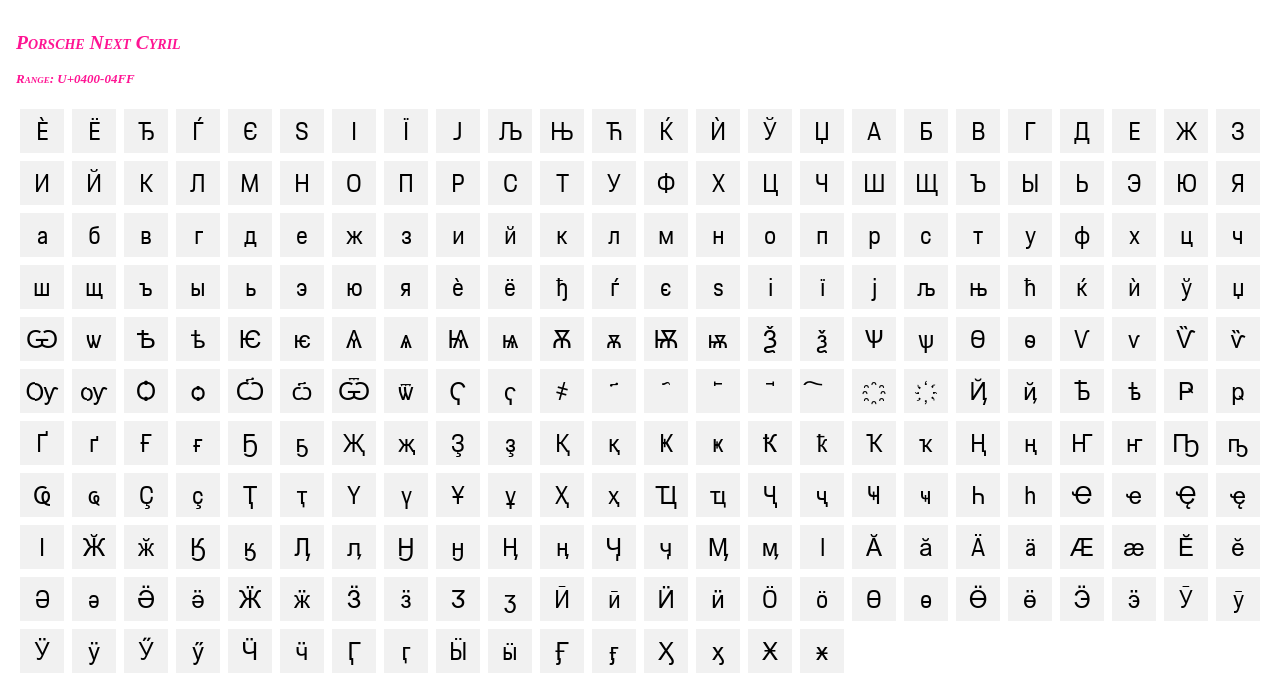 Porsche Next Cyril
Range: U+0400-04FF
Ѐ Ё Ђ Ѓ Є Ѕ І Ї Ј Љ Њ Ћ Ќ Ѝ Ў Џ А Б В Г Д Е Ж З
И Й К Л М Н О П Р С Т У Ф Х Ц Ч Ш Щ Ъ Ы Ь Э Ю Я
а б в г д е ж з и й к л м н о п р с т у ф х ц ч
ш щ ъ ы ь э ю я ѐ ё ђ ѓ є ѕ і ї ј љ њ ћ ќ ѝ ў џ
Ѡ ѡ Ѣ ѣ Ѥ ѥ Ѧ ѧ Ѩ ѩ Ѫ ѫ Ѭ ѭ Ѯ ѯ Ѱ ѱ Ѳ ѳ Ѵ ѵ Ѷ ѷ
Ѹ ѹ Ѻ ѻ Ѽ ѽ Ѿ ѿ Ҁ ҁ ҂ ҃ ҄ ҅ ҆ ҇ ҈ ҉ Ҋ ҋ Ҍ ҍ Ҏ ҏ
Ґ ґ Ғ ғ Ҕ ҕ Җ җ Ҙ ҙ Қ қ Ҝ ҝ Ҟ ҟ Ҡ ҡ Ң ң Ҥ ҥ Ҧ ҧ
Ҩ ҩ Ҫ ҫ Ҭ ҭ Ү ү Ұ ұ Ҳ ҳ Ҵ ҵ Ҷ ҷ Ҹ ҹ Һ һ Ҽ ҽ Ҿ ҿ
Ӏ Ӂ ӂ Ӄ ӄ Ӆ ӆ Ӈ ӈ Ӊ ӊ Ӌ ӌ Ӎ ӎ ӏ Ӑ ӑ Ӓ ӓ Ӕ ӕ Ӗ ӗ
Ә ә Ӛ ӛ Ӝ ӝ Ӟ ӟ Ӡ ӡ Ӣ ӣ Ӥ ӥ Ӧ ӧ Ө ө Ӫ ӫ Ӭ ӭ Ӯ ӯ
Ӱ ӱ Ӳ ӳ Ӵ ӵ Ӷ ӷ Ӹ ӹ Ӻ ӻ Ӽ ӽ Ӿ ӿ